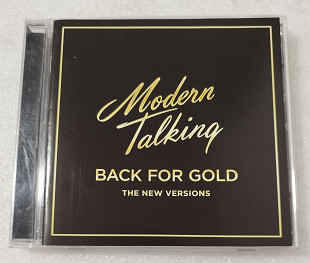 Modern
Talking
BACK FOR GOLD
THE NEW VERSIONS